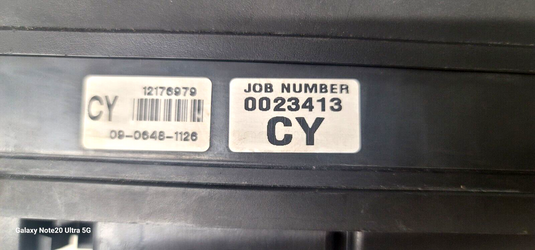 12176979
CY
09-0648-1126
JOB NUMBER
0023413
CY
Galaxy Note20 Ultra 5G